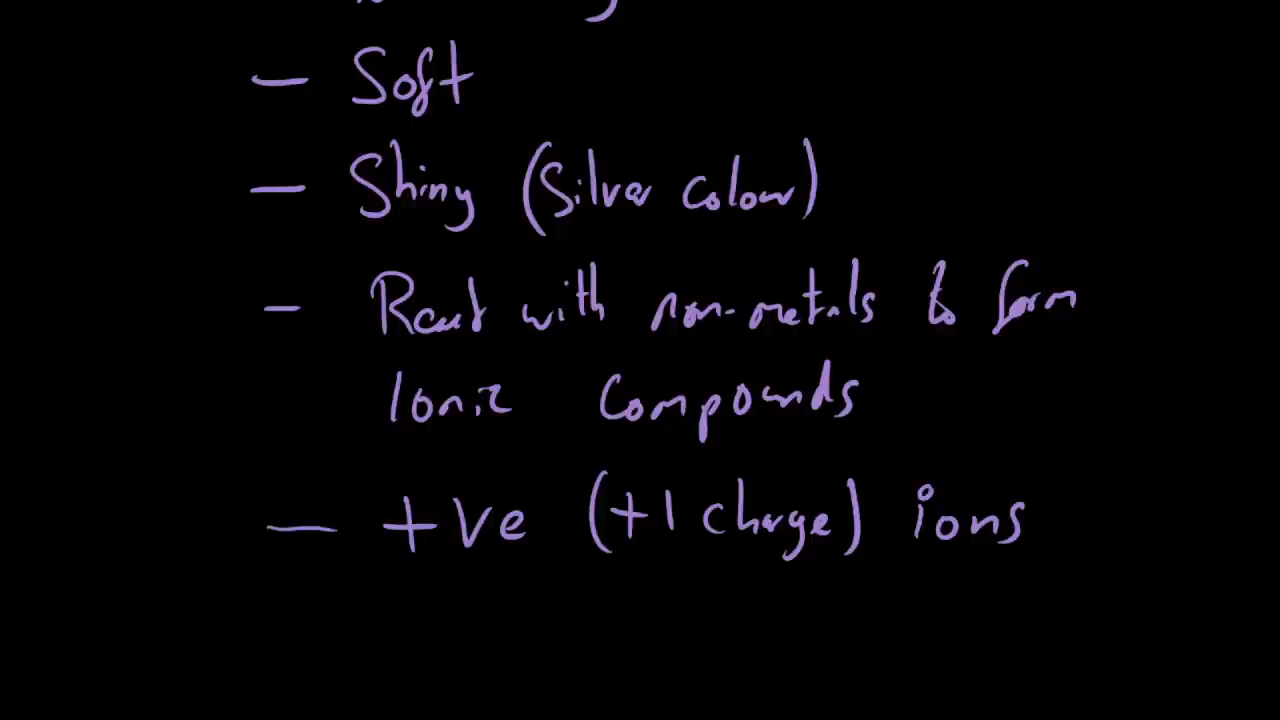 — Soft
— Shiny (Silver colour)
- React with non-metals to form
Ionic Compounds
— +ve (+1 charge) ions